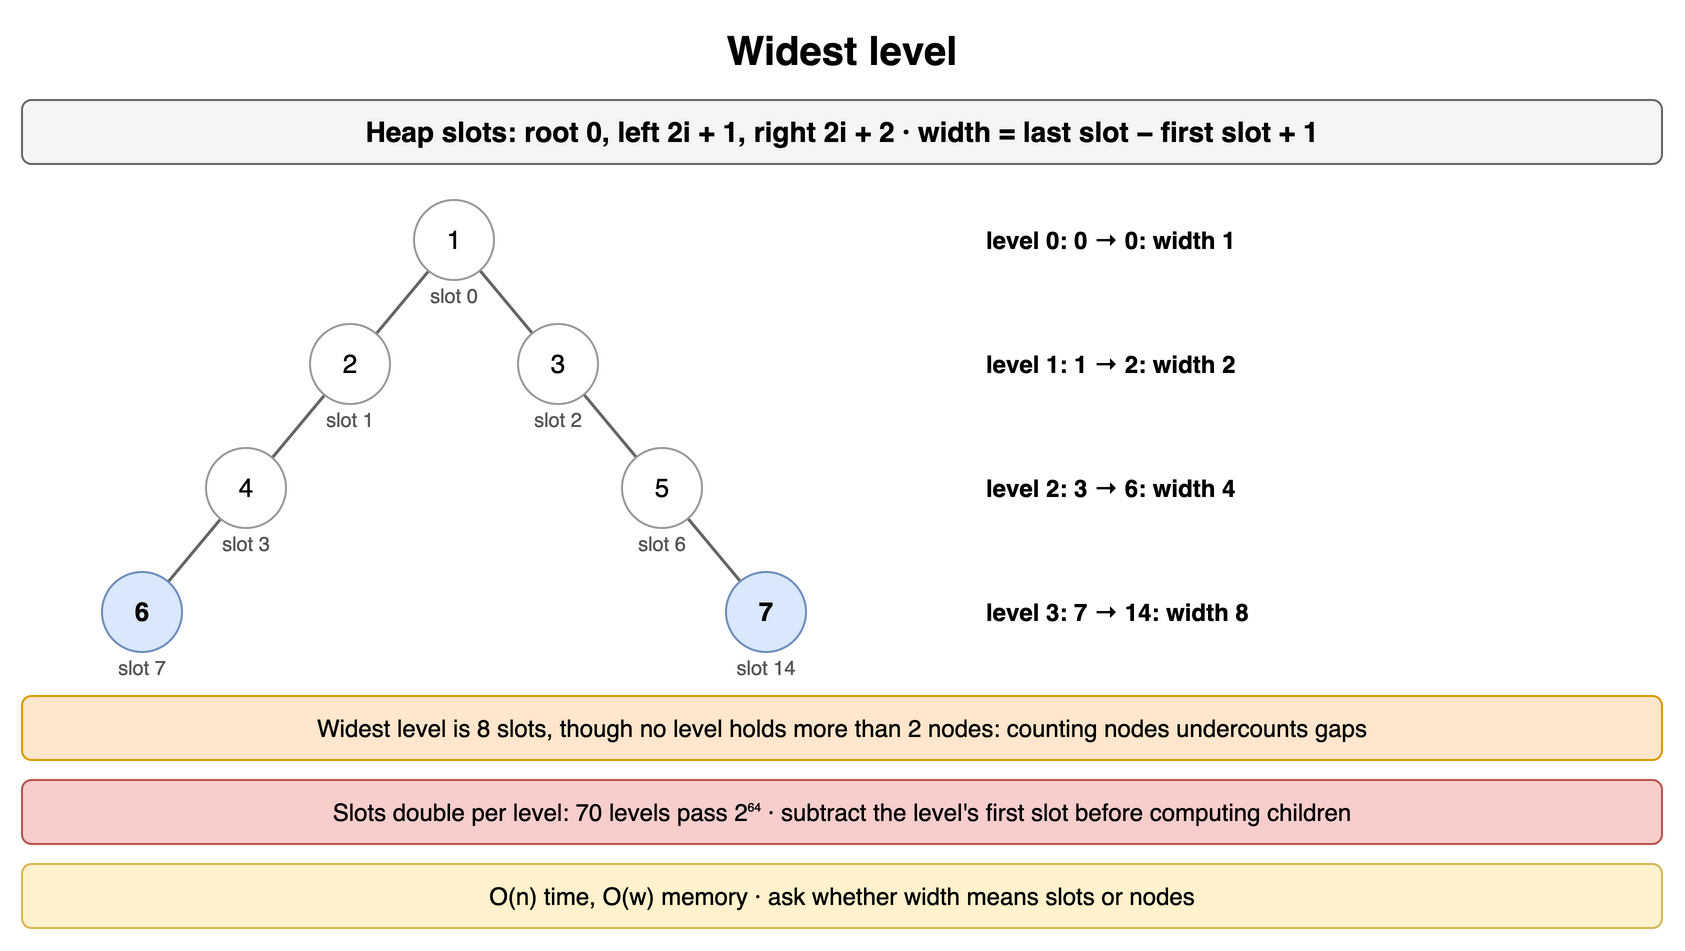 Widest level
Heap slots: root 0, left 2i + 1, right 2i + 2 · width = last slot – first slot + 1
1
slot 0
level 0: 0 → 0: width 1
2
3
slot 1
slot 2
level 1: 1 → 2: width 2
4
5
slot 3
slot 6
level 2: 3 → 6: width 4
6
7
slot 7
slot 14
level 3: 7 → 14: width 8
Widest level is 8 slots, though no level holds more than 2 nodes: counting nodes undercounts gaps
Slots double per level: 70 levels pass 2⁶⁴ · subtract the level's first slot before computing children
O(n) time, O(w) memory · ask whether width means slots or nodes